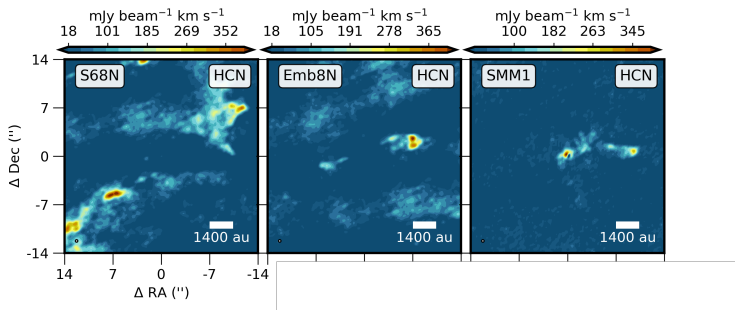 mJy beam⁻¹ km s⁻¹ mJy beam⁻¹ km s⁻¹ mJy beam⁻¹ km s⁻¹
18 101 185 269 352 18 105 191 278 365 100 182 263 345
14 S68N HCN Emb8N HCN SMM1 HCN
7
0
Δ Dec ('')
-7
1400 au 1400 au 1400 au
-14
14 7 0 -7 -14
Δ RA ('')